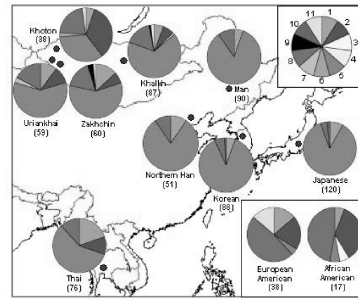 Khoton
(38)
Khalkh
(87)
Uriankhai
(59)
Zakhchin
(60)
(90)
Northern Han
(51)
Korean
(88)
Japanese
(120)
Thai
(76)
European
American
(38)
African
American
(17)
11
1
10
2
9
3
8
4
7
6
5